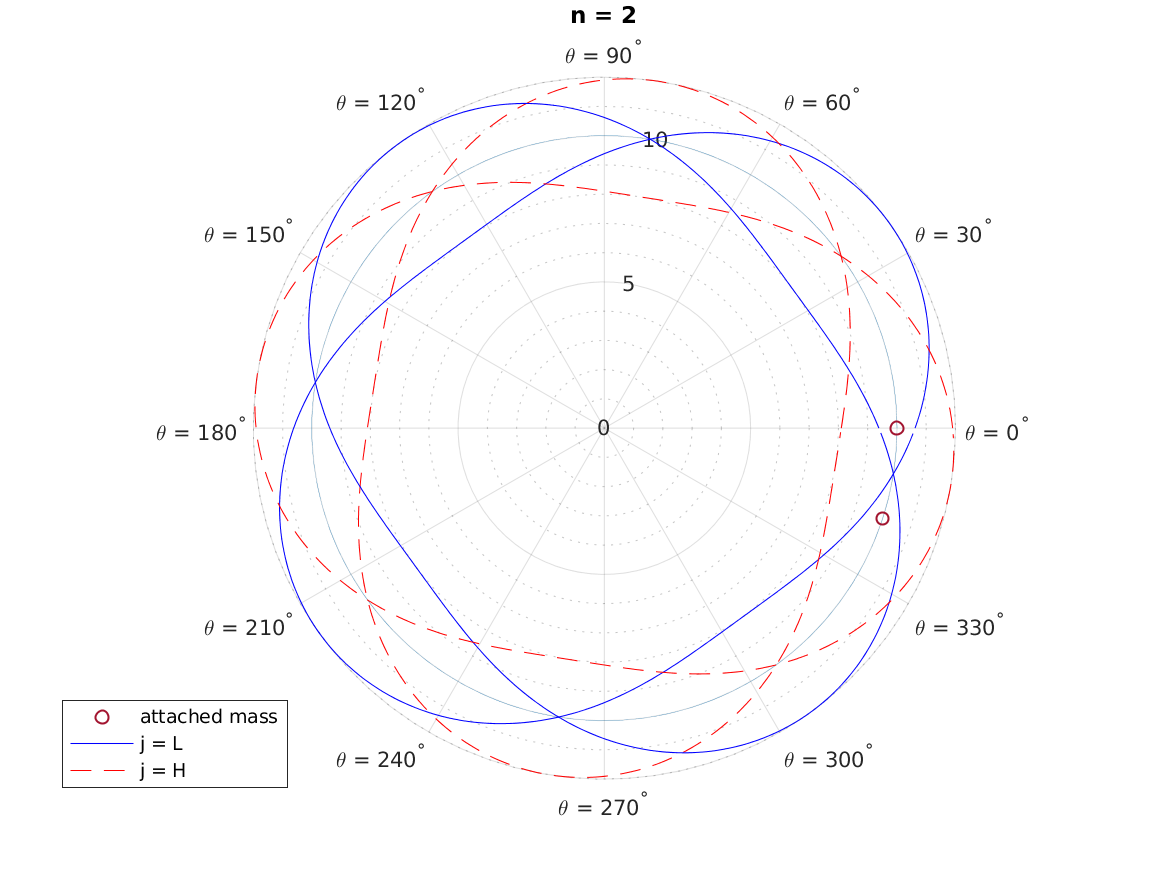 n = 2
θ = 90°
θ = 120°
θ = 60°
10
θ = 150°
θ = 30°
5
θ = 180°
0
θ = 0°
θ = 210°
θ = 330°
θ = 240°
θ = 300°
θ = 270°
attached mass
j = L
j = H